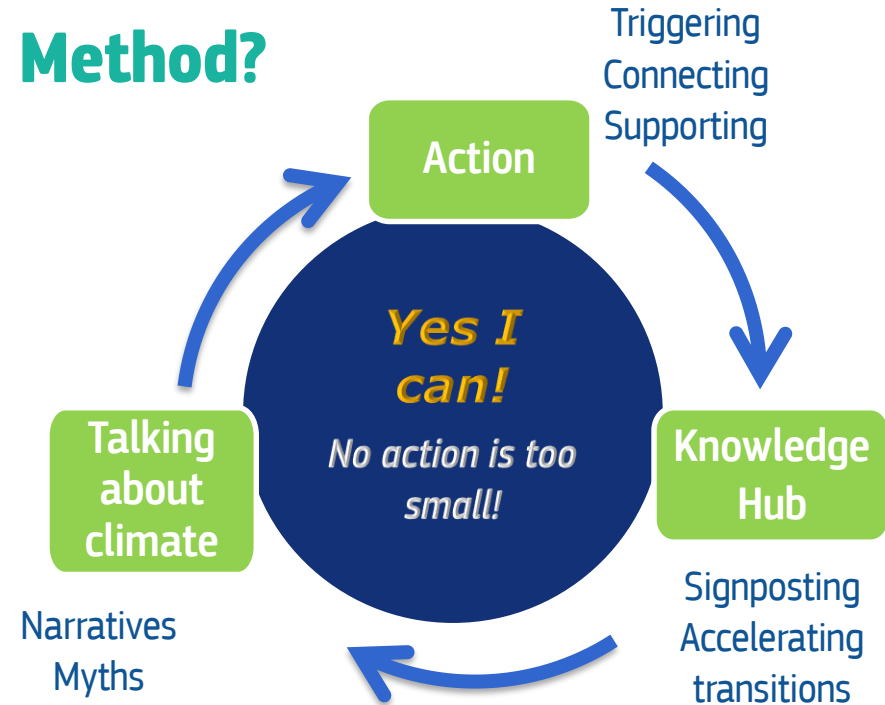 Method?
Triggering
Connecting
Supporting
Action
Yes I
can!
No action is too
small!
Talking
about
climate
Knowledge
Hub
Narratives
Myths
Signposting
Accelerating
transitions